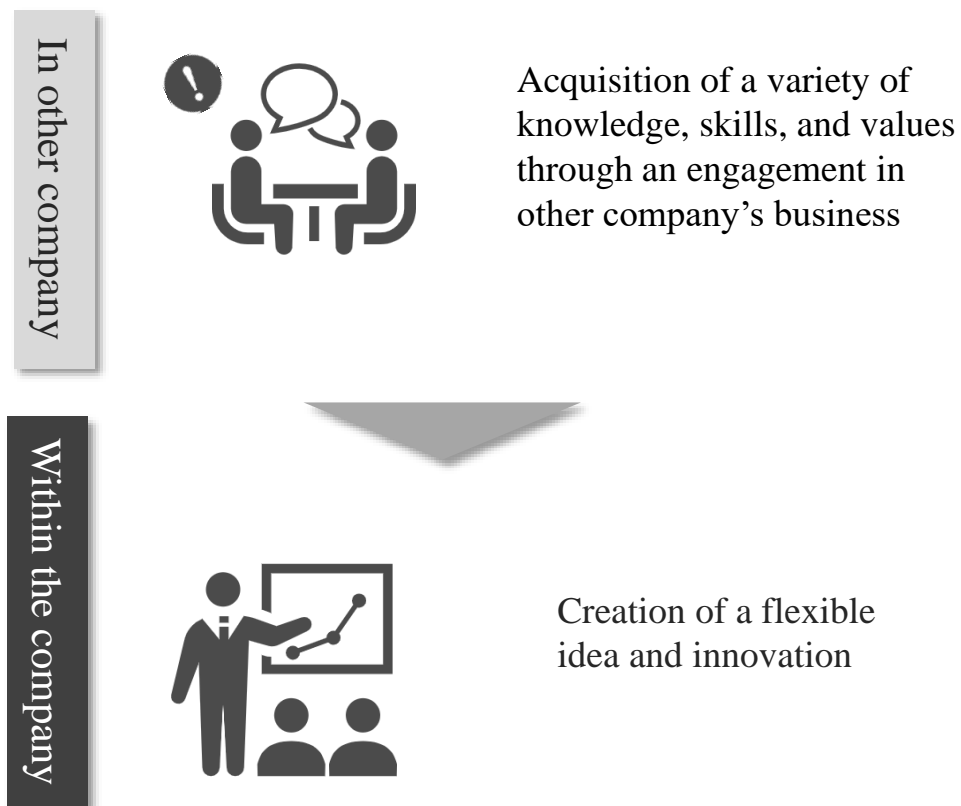 In other company
Acquisition of a variety of
knowledge, skills, and values
through an engagement in
other company’s business
Within the company
Creation of a flexible
idea and innovation